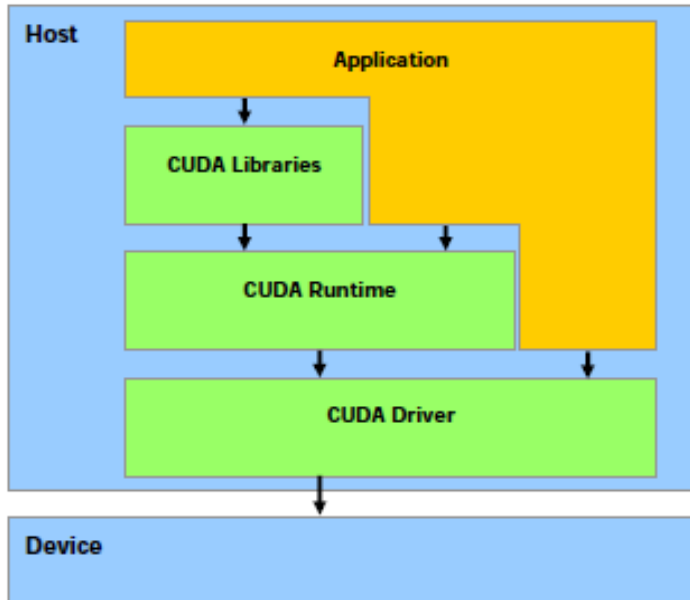 Host
Application
CUDA Libraries
CUDA Runtime
CUDA Driver
Device